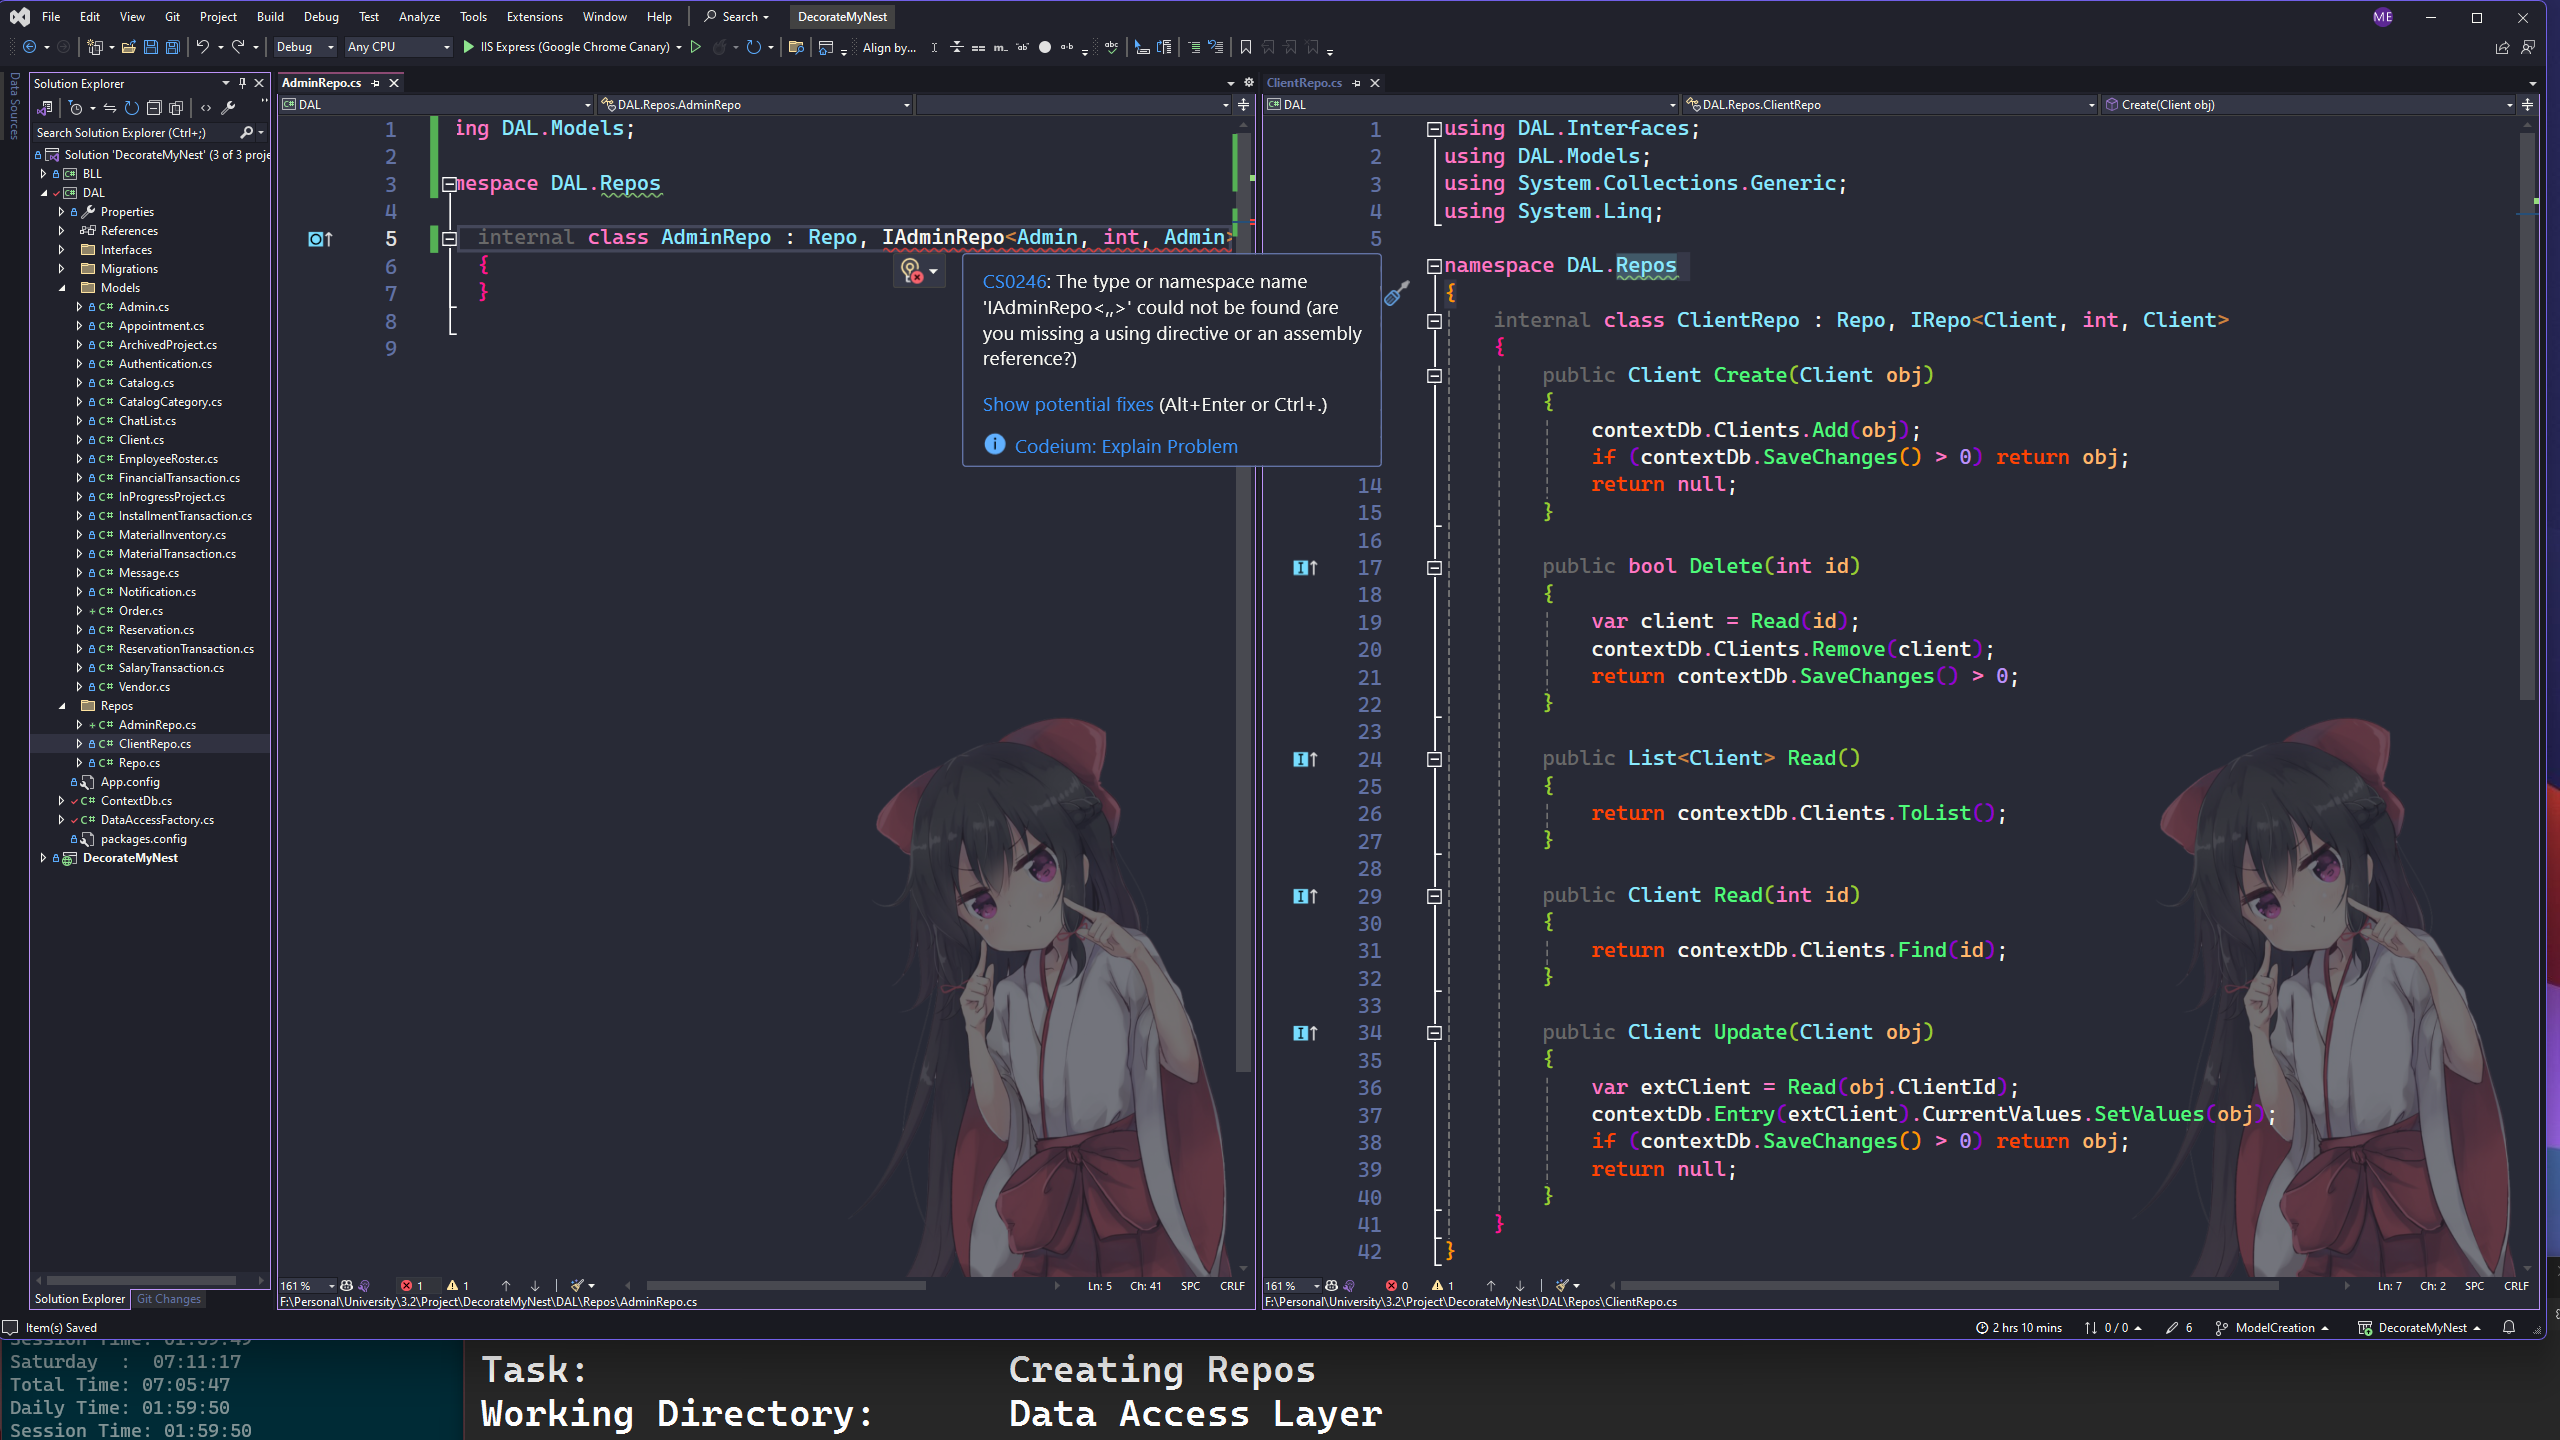 File Edit View Git Project Build Debug Test Analyze Tools Extensions Window Help Search DecorateMyNest ME
Debug Any CPU IIS Express (Google Chrome Canary) Align by...
Data Sources
Solution Explorer
Search Solution Explorer (Ctrl+;)
Solution 'DecorateMyNest' (3 of 3 proje
BLL
DAL
Properties
References
Interfaces
Migrations
Models
Admin.cs
Appointment.cs
ArchivedProject.cs
Authentication.cs
Catalog.cs
CatalogCategory.cs
ChatList.cs
Client.cs
EmployeeRoster.cs
FinancialTransaction.cs
InProgressProject.cs
InstallmentTransaction.cs
MaterialInventory.cs
MaterialTransaction.cs
Message.cs
Notification.cs
Order.cs
Reservation.cs
ReservationTransaction.cs
SalaryTransaction.cs
Vendor.cs
Repos
AdminRepo.cs
ClientRepo.cs
Repo.cs
App.config
ContextDb.cs
DataAccessFactory.cs
packages.config
DecorateMyNest
Solution Explorer Git Changes
AdminRepo.cs
DAL DAL.Repos.AdminRepo
1 ing DAL.Models;
2
3 mespace DAL.Repos
4
5 internal class AdminRepo : Repo, IAdminRepo<Admin, int, Admin>
6 {
7 }
8
9
CS0246: The type or namespace name
'IAdminRepo<,,>' could not be found (are
you missing a using directive or an assembly
reference?)
Show potential fixes (Alt+Enter or Ctrl+.)
Codeium: Explain Problem
161 % 1 1 Ln: 5 Ch: 41 SPC CRLF
F:\Personal\University\3.2\Project\DecorateMyNest\DAL\Repos\AdminRepo.cs
ClientRepo.cs
DAL DAL.Repos.ClientRepo Create(Client obj)
1 using DAL.Interfaces;
2 using DAL.Models;
3 using System.Collections.Generic;
4 using System.Linq;
5
namespace DAL.Repos
{
internal class ClientRepo : Repo, IRepo<Client, int, Client>
{
public Client Create(Client obj)
{
contextDb.Clients.Add(obj);
if (contextDb.SaveChanges() > 0) return obj;
14 return null;
15 }
16
17 public bool Delete(int id)
18 {
19 var client = Read(id);
20 contextDb.Clients.Remove(client);
21 return contextDb.SaveChanges() > 0;
22 }
23
24 public List<Client> Read()
25 {
26 return contextDb.Clients.ToList();
27 }
28
29 public Client Read(int id)
30 {
31 return contextDb.Clients.Find(id);
32 }
33
34 public Client Update(Client obj)
35 {
36 var extClient = Read(obj.ClientId);
37 contextDb.Entry(extClient).CurrentValues.SetValues(obj);
38 if (contextDb.SaveChanges() > 0) return obj;
39 return null;
40 }
41 }
42 }
161 % 0 1 Ln: 7 Ch: 2 SPC CRLF
F:\Personal\University\3.2\Project\DecorateMyNest\DAL\Repos\ClientRepo.cs
Item(s) Saved 2 hrs 10 mins 0 / 0 6 ModelCreation DecorateMyNest
Session Time: 01:59:49
Saturday : 07:11:17
Total Time: 07:05:47
Daily Time: 01:59:50
Session Time: 01:59:50
Task: Creating Repos
Working Directory: Data Access Layer